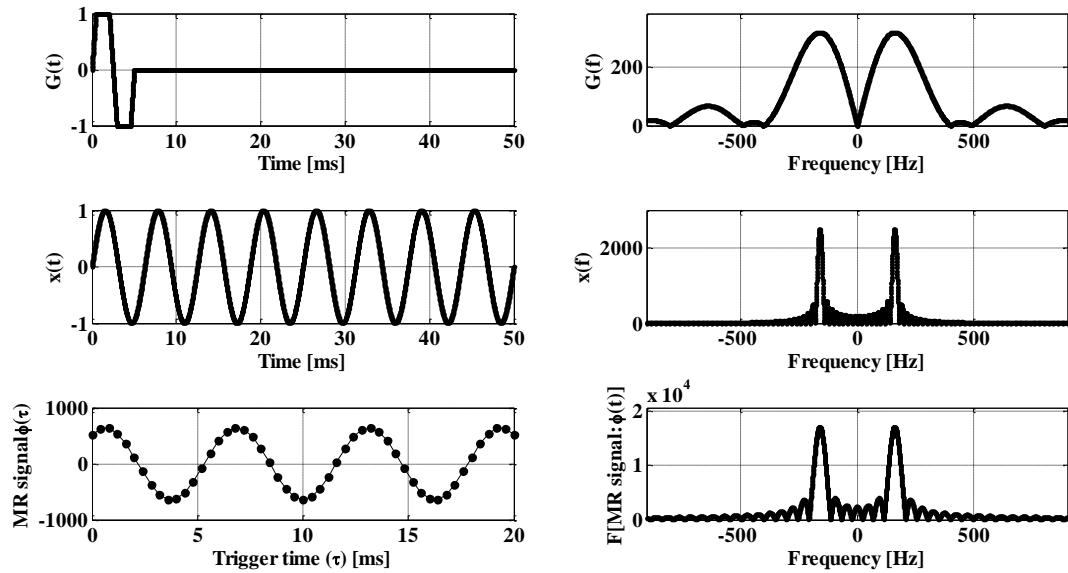 1
0
-1
G(t)
0 10 20 30 40 50
Time [ms]
200
0
G(f)
-500 0 500
Frequency [Hz]
1
0
-1
x(t)
0 10 20 30 40 50
Time [ms]
2000
0
x(f)
-500 0 500
Frequency [Hz]
1000
0
-1000
MR signalϕ(τ)
0 5 10 15 20
Trigger time (τ) [ms]
x 10^4
2
1
0
F[MR signal:ϕ(t)]
-500 0 500
Frequency [Hz]